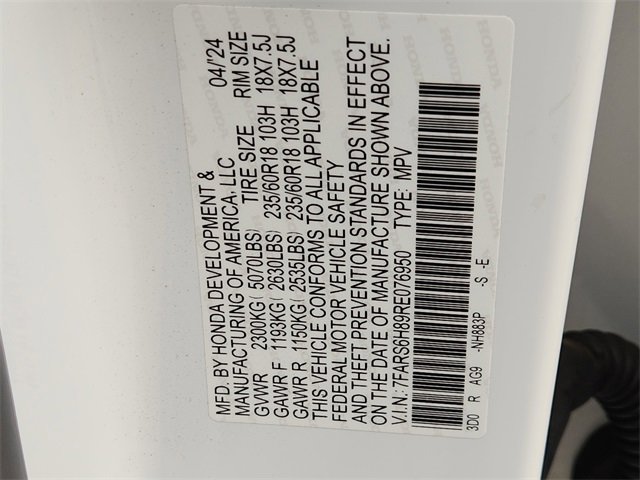 MFD. BY HONDA DEVELOPMENT & 04/'24
MANUFACTURING OF AMERICA, LLC
TIRE SIZE RIM SIZE
GVWR 2300KG( 5070LBS)
GAWR F 1193KG( 2630LBS) 235/60R18 103H 18X7.5J
GAWR R 1150KG( 2535LBS) 235/60R18 103H 18X7.5J
THIS VEHICLE CONFORMS TO ALL APPLICABLE
FEDERAL MOTOR VEHICLE SAFETY
AND THEFT PREVENTION STANDARDS IN EFFECT
ON THE DATE OF MANUFACTURE SHOWN ABOVE.
V.I.N: 7FARS6H89RE076950 TYPE: MPV
3D0 R AG9 -NH883P -S -E
HONDA